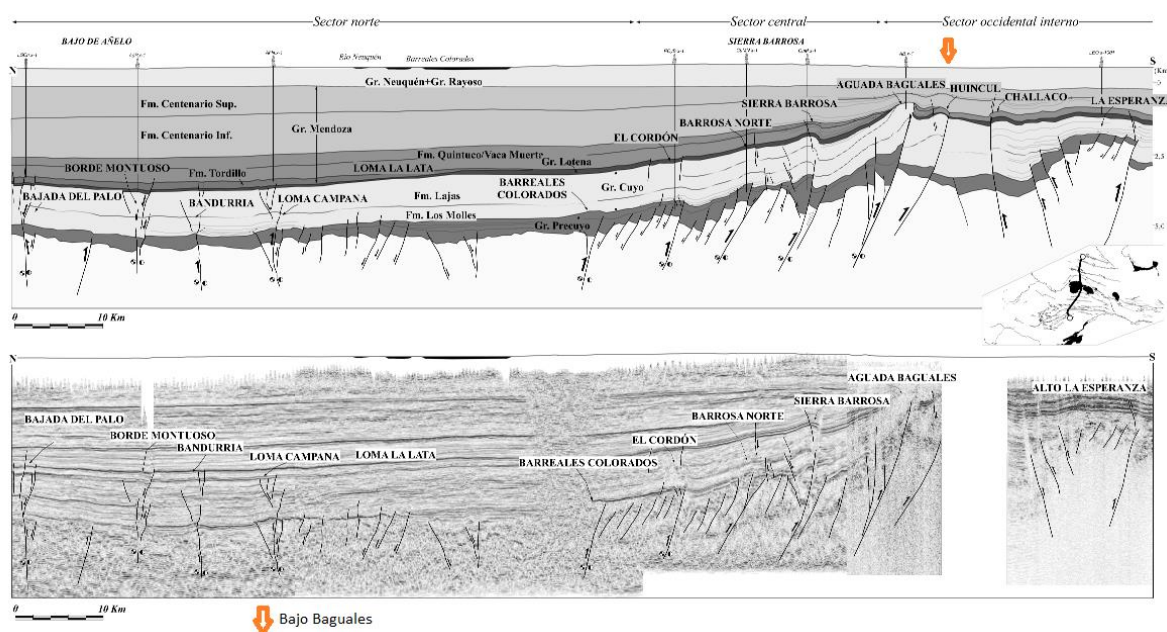 Sector norte
Sector central
Sector occidental interno
BAJO DE AÑELO
SIERRA BARROSA
Río Neuquén
Barreales Colorados
N
S
Gr. Neuquén+Gr. Rayoso
AGUADA BAGUALES
HUINCUL
Fm. Centenario Sup.
SIERRA BARROSA
CHALLACO
LA ESPERANZA
Gr. Mendoza
BARROSA NORTE
Fm. Centenario Inf.
EL CORDÓN
Fm. Quintuco/Vaca Muerte
Gr. Lotena
BORDE MONTUOSO
LOMA LA LATA
Fm. Tordillo
BARREALES COLORADOS
Gr. Cuyo
BAJADA DEL PALO
BANDURRIA
LOMA CAMPANA
Fm. Lajas
Fm. Los Molles
Gr. Precuyo
2,5
0 10 Km
N
S
AGUADA BAGUALES
ALTO LA ESPERANZA
SIERRA BARROSA
BAJADA DEL PALO
BARROSA NORTE
BORDE MONTUOSO
BANDURRIA
EL CORDÓN
LOMA CAMPANA
LOMA LA LATA
BARREALES COLORADOS
0 10 Km
Bajo Baguales